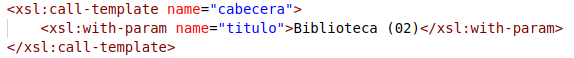 <xsl:call-template name="cabecera">
    <xsl:with-param name="titulo">Biblioteca (02)</xsl:with-param>
</xsl:call-template>